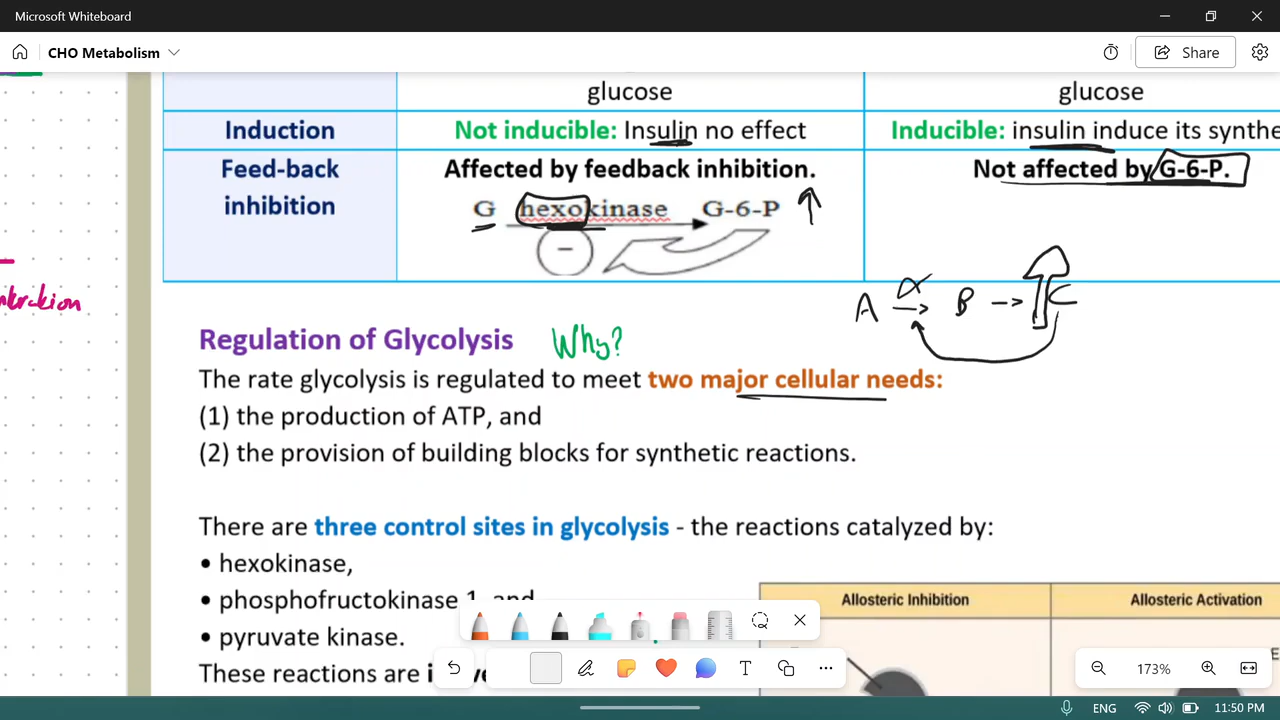 Microsoft Whiteboard
CHO Metabolism
Share
glucose
glucose
Induction
Not inducible: Insulin no effect
Inducible: insulin induce its synthe
Feed-back
inhibition
Affected by feedback inhibition.
Not affected by G-6-P.
G hexokinase G-6-P
−
A → B → C
Regulation of Glycolysis Why?
The rate glycolysis is regulated to meet two major cellular needs:
(1) the production of ATP, and
(2) the provision of building blocks for synthetic reactions.
There are three control sites in glycolysis - the reactions catalyzed by:
• hexokinase,
• phosphofructokinase 1, and
• pyruvate kinase.
These reactions are
Allosteric Inhibition
Allosteric Activation
173%
ENG
11:50 PM